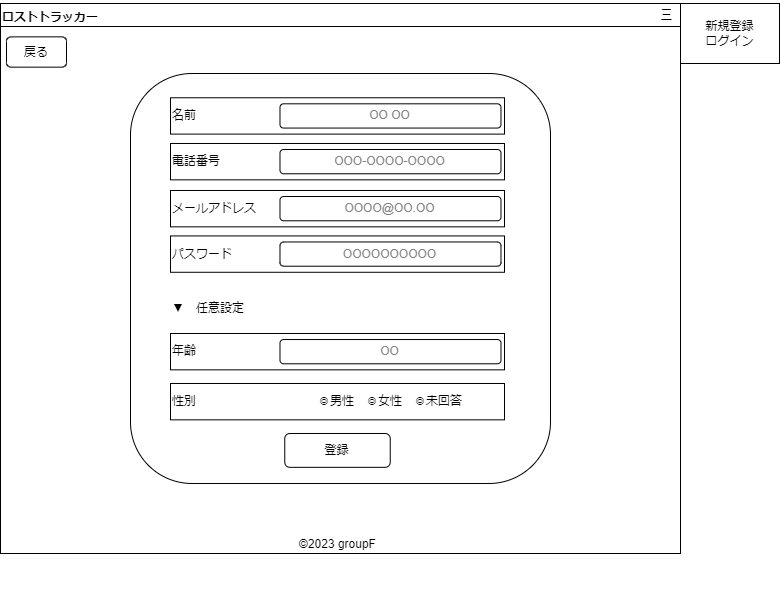 ロストトラッカー 三
新規登録
ログイン
戻る
名前 OO OO
電話番号 OOO-OOOO-OOOO
メールアドレス OOOO@OO.OO
パスワード OOOOOOOOOO
▼ 任意設定
年齢 OO
性別 ◎男性 ◎女性 ◎未回答
登録
©2023 groupF